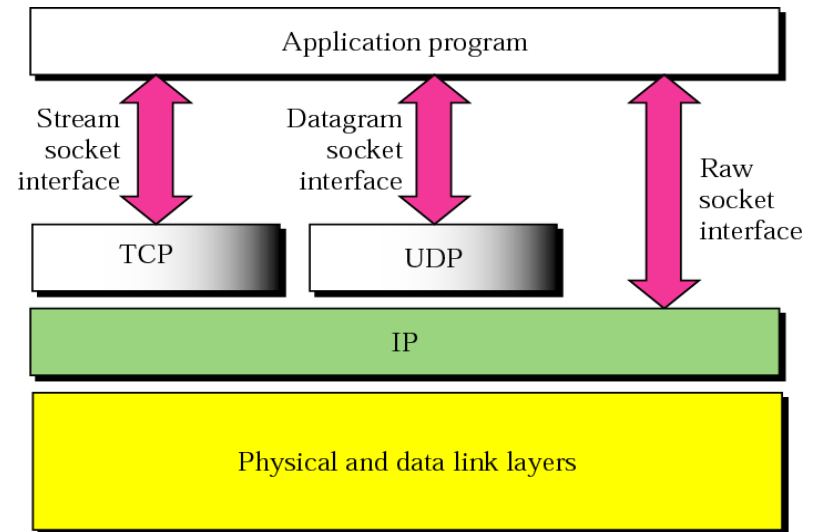 Application program
Stream
socket
interface
Datagram
socket
interface
Raw
socket
interface
TCP
UDP
IP
Physical and data link layers